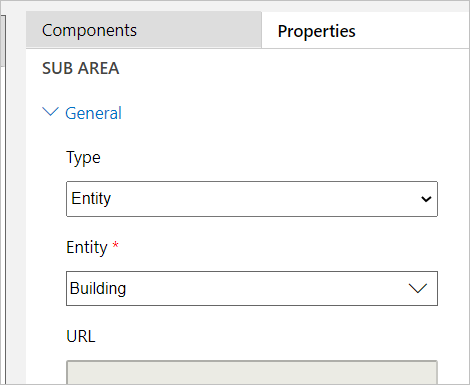 Components
Properties
SUB AREA
General
Type
Entity
Entity *
Building
URL